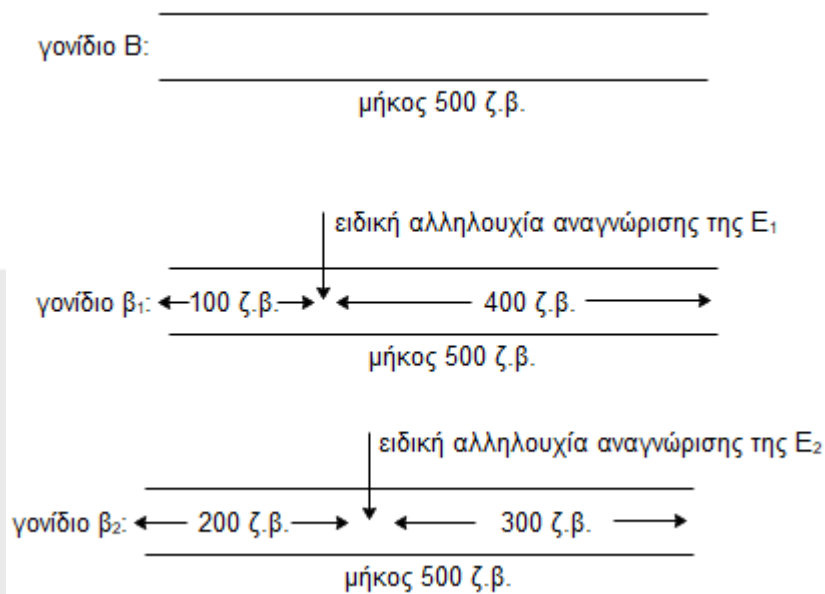 γονίδιο Β:
μήκος 500 ζ.β.
ειδική αλληλουχία αναγνώρισης της Ε₁
γονίδιο β₁: 100 ζ.β. 400 ζ.β.
μήκος 500 ζ.β.
ειδική αλληλουχία αναγνώρισης της Ε₂
γονίδιο β₂: 200 ζ.β. 300 ζ.β.
μήκος 500 ζ.β.